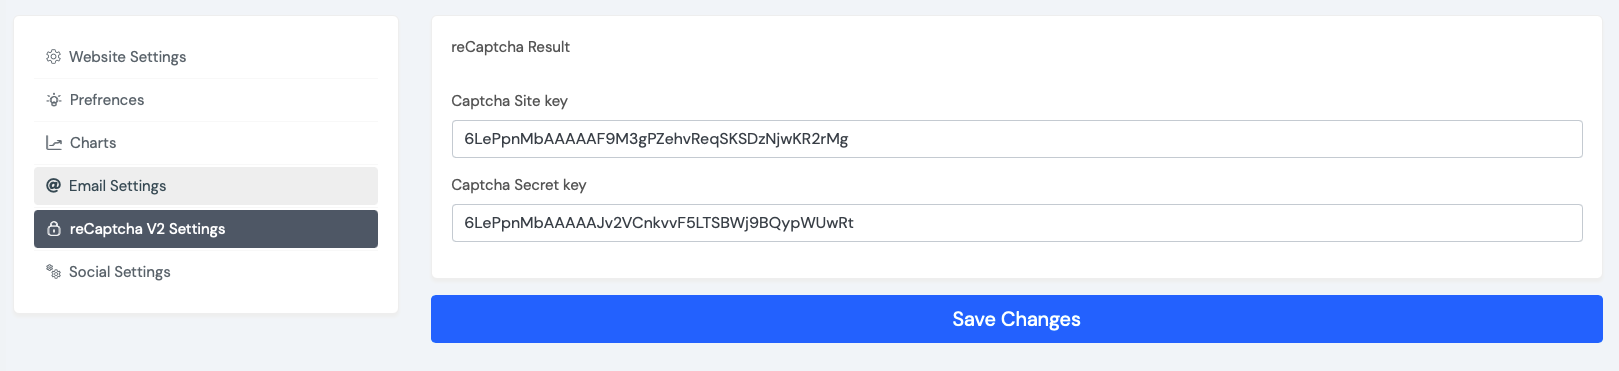 Website Settings
Prefrences
Charts
Email Settings
reCaptcha V2 Settings
Social Settings
reCaptcha Result
Captcha Site key
6LePpnMbAAAAAF9M3gPZehvReqSKSDzNjwKR2rMg
Captcha Secret key
6LePpnMbAAAAAJv2VCnkvvF5LTSBWj9BQypWUwRt
Save Changes